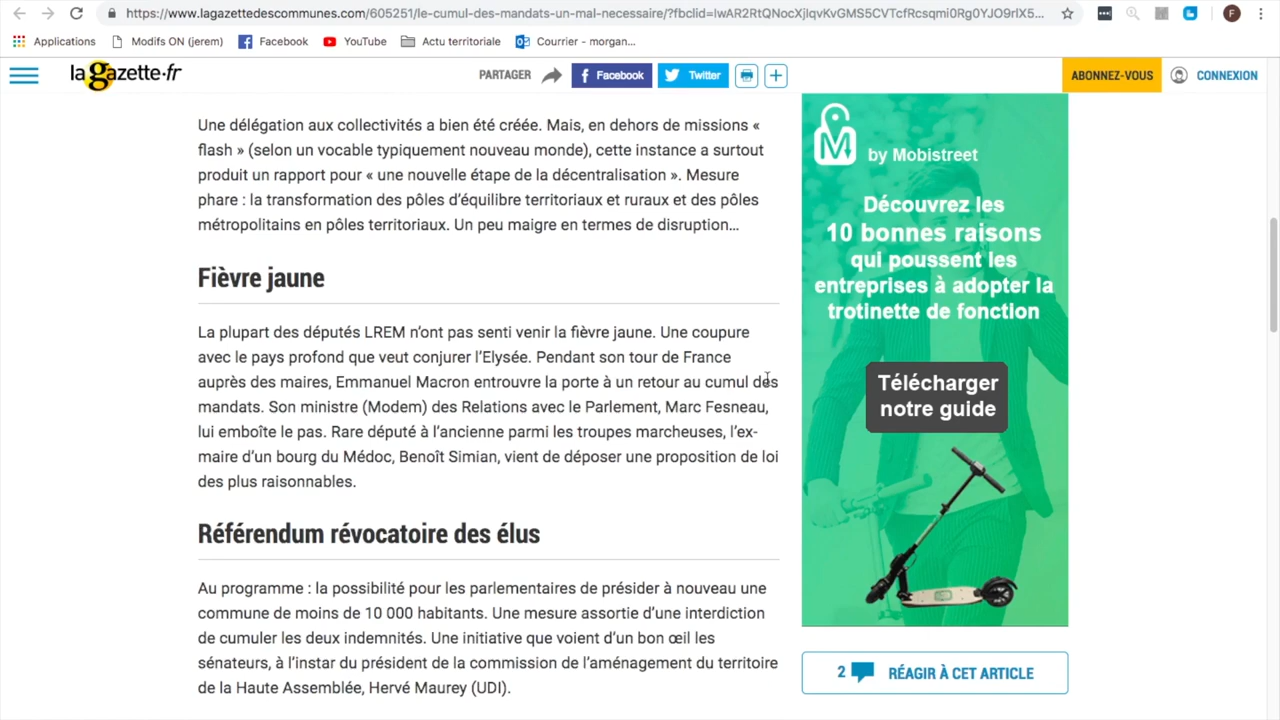 https://www.lagazettedescommunes.com/605251/le-cumul-des-mandats-un-mal-necessaire/?fbclid=IwAR2RtQNocXjlqvKvGMS5CVTcfRcsqmi0Rg0YJO9rIX5...
F
Applications
Modifs ON (jerem)
Facebook
YouTube
Actu territoriale
Courrier - morgan...
la gazette·fr
PARTAGER
Facebook
Twitter
ABONNEZ-VOUS
CONNEXION
Une délégation aux collectivités a bien été créée. Mais, en dehors de missions «
flash » (selon un vocable typiquement nouveau monde), cette instance a surtout
produit un rapport pour « une nouvelle étape de la décentralisation ». Mesure
phare : la transformation des pôles d'équilibre territoriaux et ruraux et des pôles
métropolitains en pôles territoriaux. Un peu maigre en termes de disruption...
Fièvre jaune
La plupart des députés LREM n'ont pas senti venir la fièvre jaune. Une coupure
avec le pays profond que veut conjurer l'Elysée. Pendant son tour de France
auprès des maires, Emmanuel Macron entrouvre la porte à un retour au cumul des
mandats. Son ministre (Modem) des Relations avec le Parlement, Marc Fesneau,
lui emboîte le pas. Rare député à l'ancienne parmi les troupes marcheuses, l'ex-
maire d'un bourg du Médoc, Benoît Simian, vient de déposer une proposition de loi
des plus raisonnables.
Référendum révocatoire des élus
Au programme : la possibilité pour les parlementaires de présider à nouveau une
commune de moins de 10 000 habitants. Une mesure assortie d'une interdiction
de cumuler les deux indemnités. Une initiative que voient d'un bon œil les
sénateurs, à l'instar du président de la commission de l'aménagement du territoire
de la Haute Assemblée, Hervé Maurey (UDI).
M
by Mobistreet
Découvrez les
10 bonnes raisons
qui poussent les
entreprises à adopter la
trotinette de fonction
Télécharger
notre guide
2
RÉAGIR À CET ARTICLE